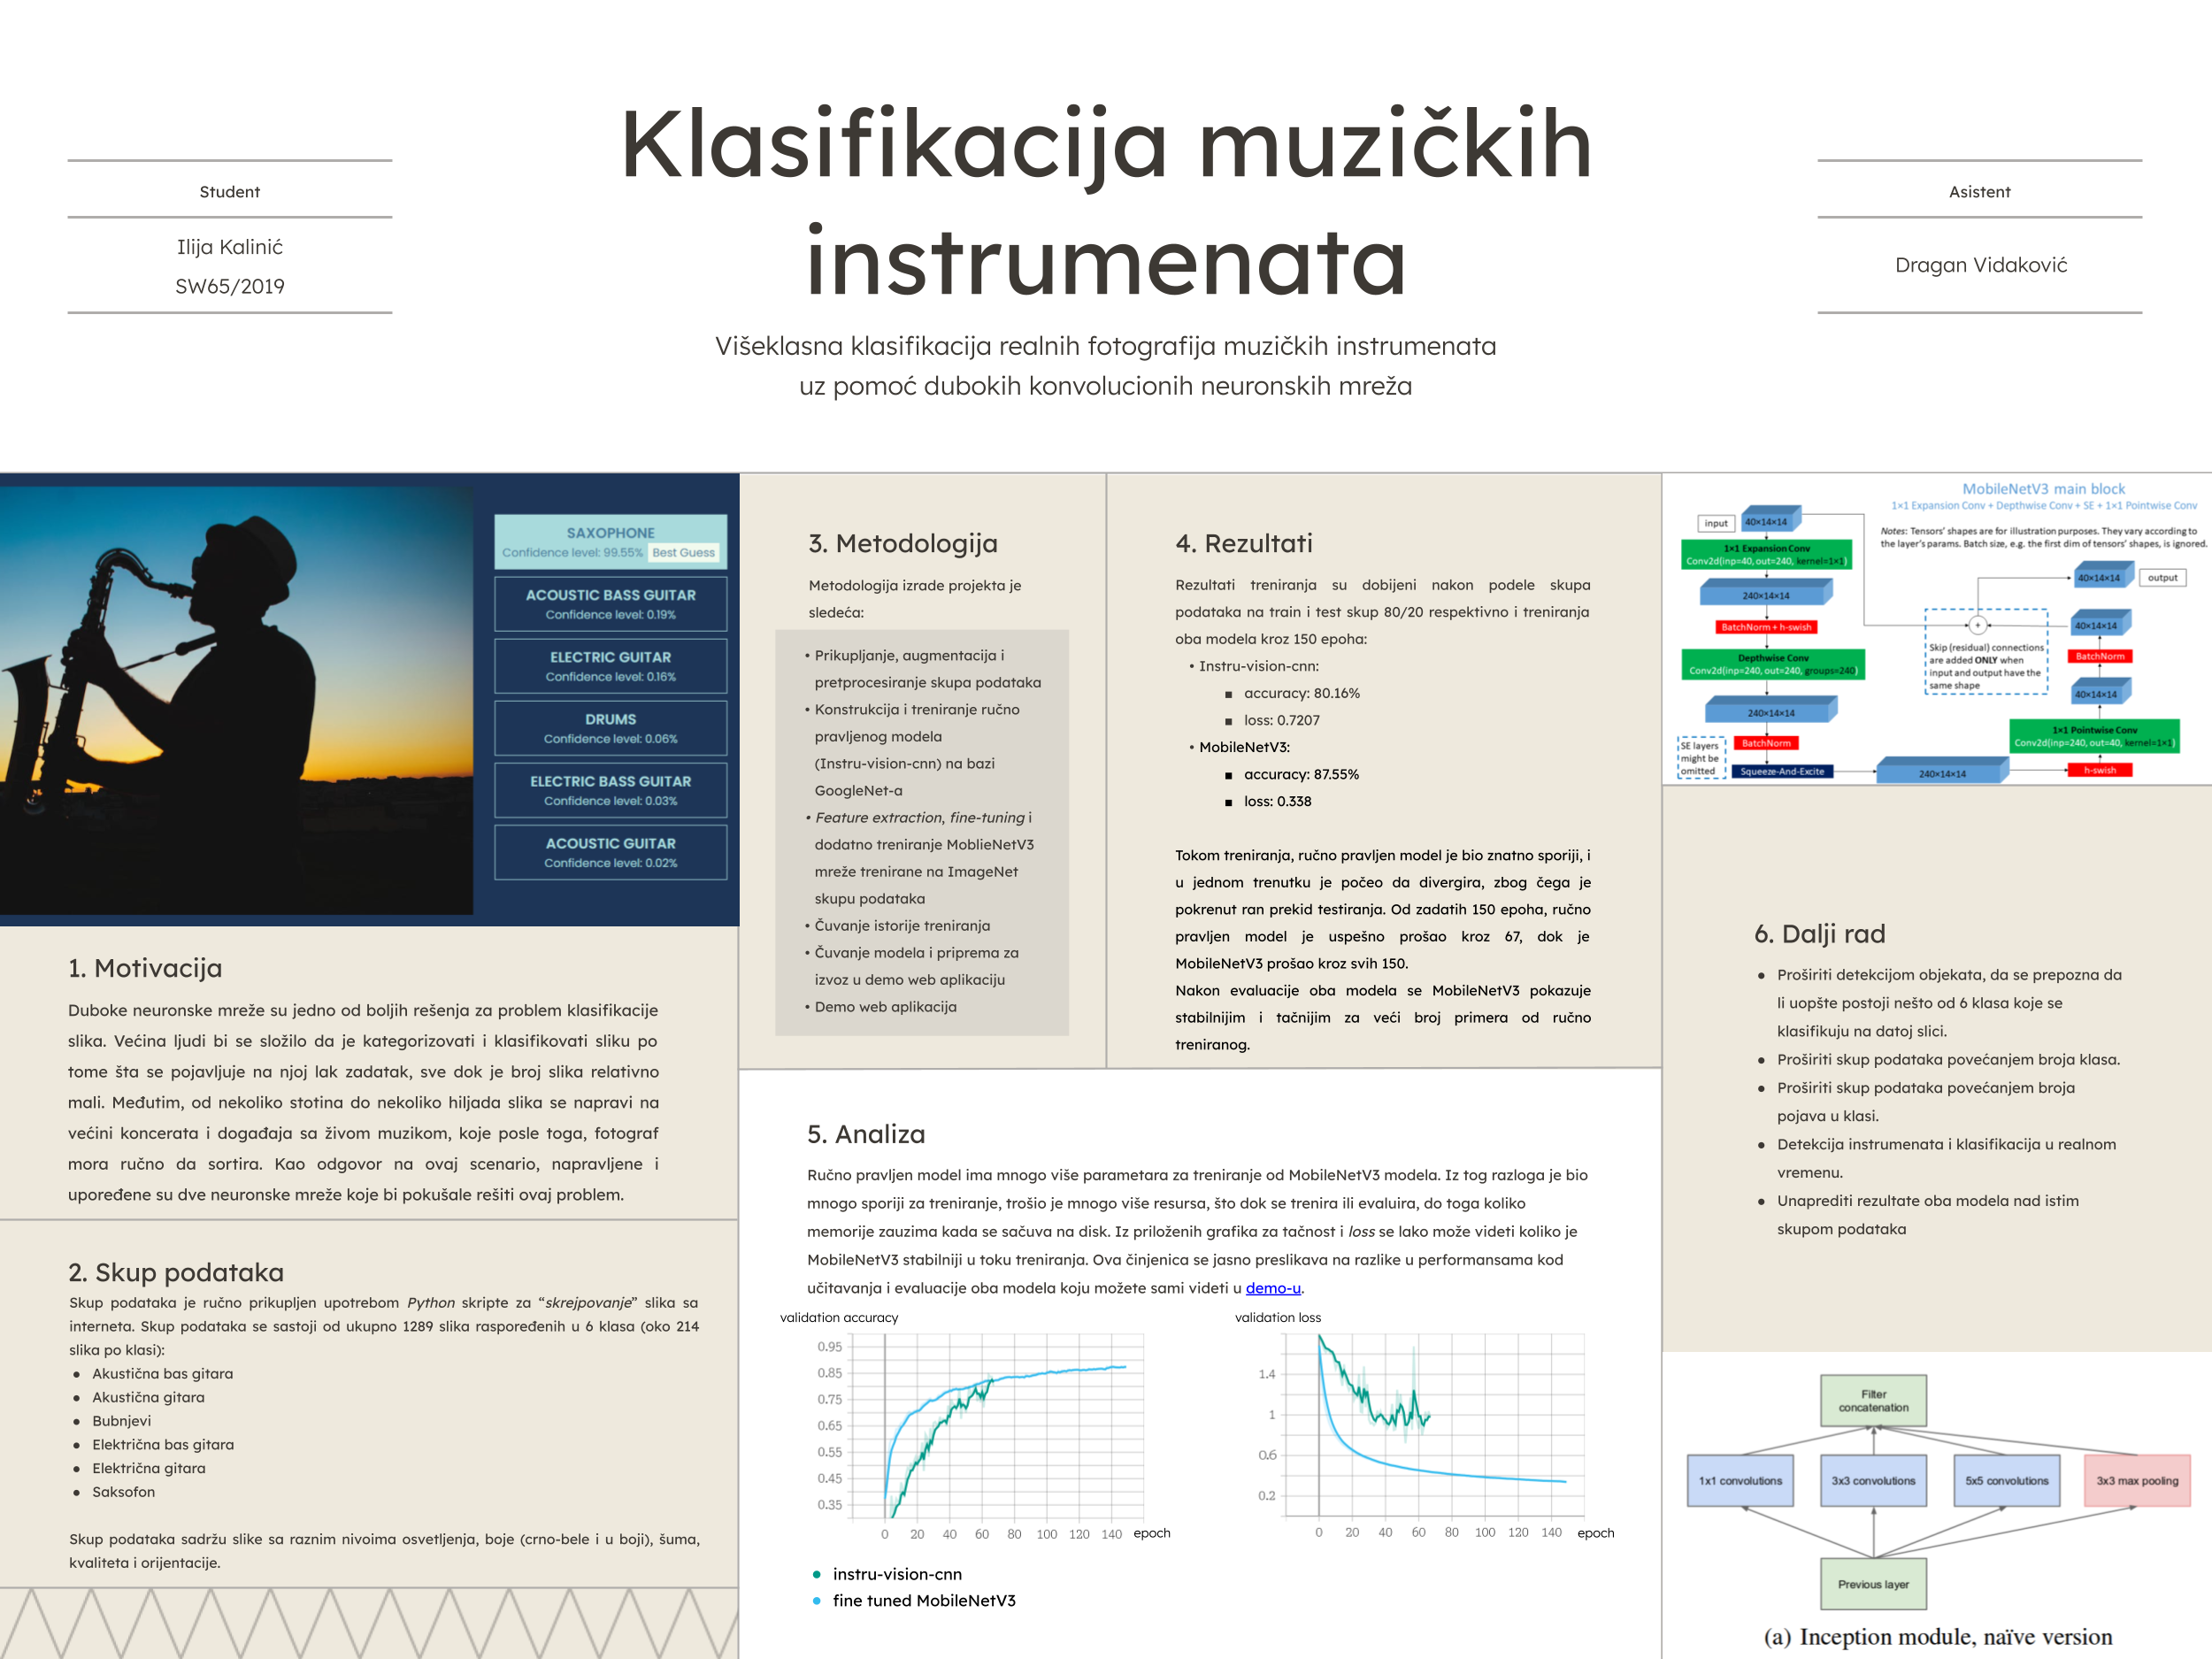 Klasifikacija muzičkih
instrumenata
Višeklasna klasifikacija realnih fotografija muzičkih instrumenata
uz pomoć dubokih konvolucionih neuronskih mreža
Student
Ilija Kalinić
SW65/2019
Asistent
Dragan Vidaković
SAXOPHONE
Confidence level: 99.55% Best Guess
ACOUSTIC BASS GUITAR
Confidence level: 0.19%
ELECTRIC GUITAR
Confidence level: 0.16%
DRUMS
Confidence level: 0.06%
ELECTRIC BASS GUITAR
Confidence level: 0.03%
ACOUSTIC GUITAR
Confidence level: 0.02%
1. Motivacija
Duboke neuronske mreže su jedno od boljih rešenja za problem klasifikacije
slika. Većina ljudi bi se složilo da je kategorizovati i klasifikovati sliku po
tome šta se pojavljuje na njoj lak zadatak, sve dok je broj slika relativno
mali. Međutim, od nekoliko stotina do nekoliko hiljada slika se napravi na
većini koncerata i događaja sa živom muzikom, koje posle toga, fotograf
mora ručno da sortira. Kao odgovor na ovaj scenario, napravljene i
upoređene su dve neuronske mreže koje bi pokušale rešiti ovaj problem.
2. Skup podataka
Skup podataka je ručno prikupljen upotrebom Python skripte za “skrejpovanje” slika sa
interneta. Skup podataka se sastoji od ukupno 1289 slika raspoređenih u 6 klasa (oko 214
slika po klasi):
● Akustična bas gitara
● Akustična gitara
● Bubnjevi
● Električna bas gitara
● Električna gitara
● Saksofon
Skup podataka sadržu slike sa raznim nivoima osvetljenja, boje (crno-bele i u boji), šuma,
kvaliteta i orijentacije.
3. Metodologija
Metodologija izrade projekta je
sledeća:
• Prikupljanje, augmentacija i
pretprocesiranje skupa podataka
• Konstrukcija i treniranje ručno
pravljenog modela
(Instru-vision-cnn) na bazi
GoogleNet-a
• Feature extraction, fine-tuning i
dodatno treniranje MoblieNetV3
mreže trenirane na ImageNet
skupu podataka
• Čuvanje istorije treniranja
• Čuvanje modela i priprema za
izvoz u demo web aplikaciju
• Demo web aplikacija
4. Rezultati
Rezultati treniranja su dobijeni nakon podele skupa
podataka na train i test skup 80/20 respektivno i treniranja
oba modela kroz 150 epoha:
• Instru-vision-cnn:
■ accuracy: 80.16%
■ loss: 0.7207
• MobileNetV3:
■ accuracy: 87.55%
■ loss: 0.338
Tokom treniranja, ručno pravljen model je bio znatno sporiji, i
u jednom trenutku je počeo da divergira, zbog čega je
pokrenut ran prekid testiranja. Od zadatih 150 epoha, ručno
pravljen model je uspešno prošao kroz 67, dok je
MobileNetV3 prošao kroz svih 150.
Nakon evaluacije oba modela se MobileNetV3 pokazuje
stabilnijim i tačnijim za veći broj primera od ručno
treniranog.
5. Analiza
Ručno pravljen model ima mnogo više parametara za treniranje od MobileNetV3 modela. Iz tog razloga je bio
mnogo sporiji za treniranje, trošio je mnogo više resursa, što dok se trenira ili evaluira, do toga koliko
memorije zauzima kada se sačuva na disk. Iz priloženih grafika za tačnost i loss se lako može videti koliko je
MobileNetV3 stabilniji u toku treniranja. Ova činjenica se jasno preslikava na razlike u performansama kod
učitavanja i evaluacije oba modela koju možete sami videti u demo-u.
validation accuracy
0.95
0.85
0.75
0.65
0.55
0.45
0.35
0 20 40 60 80 100 120 140 epoch
validation loss
1.4
1
0.6
0.2
0 20 40 60 80 100 120 140 epoch
● instru-vision-cnn
● fine tuned MobileNetV3
MobileNetV3 main block
1×1 Expansion Conv + Depthwise Conv + SE + 1×1 Pointwise Conv
Notes: Tensors' shapes are for illustration purposes. They vary according to
the layer's params. Batch size, e.g. the first dim of tensors' shapes, is ignored.
input
40×14×14
1×1 Expansion Conv
Conv2d(inp=40, out=240, kernel=1×1)
240×14×14
BatchNorm + h-swish
Depthwise Conv
Conv2d(inp=240, out=240, groups=240)
240×14×14
BatchNorm
SE layers
might be
omitted
Squeeze-And-Excite
240×14×14
h-swish
1×1 Pointwise Conv
Conv2d(inp=240, out=40, kernel=1×1)
40×14×14
BatchNorm
40×14×14
+
Skip (residual) connections
are added ONLY when
input and output have the
same shape
40×14×14
output
6. Dalji rad
● Proširiti detekcijom objekata, da se prepozna da
li uopšte postoji nešto od 6 klasa koje se
klasifikuju na datoj slici.
● Proširiti skup podataka povećanjem broja klasa.
● Proširiti skup podataka povećanjem broja
pojava u klasi.
● Detekcija instrumenata i klasifikacija u realnom
vremenu.
● Unaprediti rezultate oba modela nad istim
skupom podataka
Filter
concatenation
1x1 convolutions
3x3 convolutions
5x5 convolutions
3x3 max pooling
Previous layer
(a) Inception module, naïve version